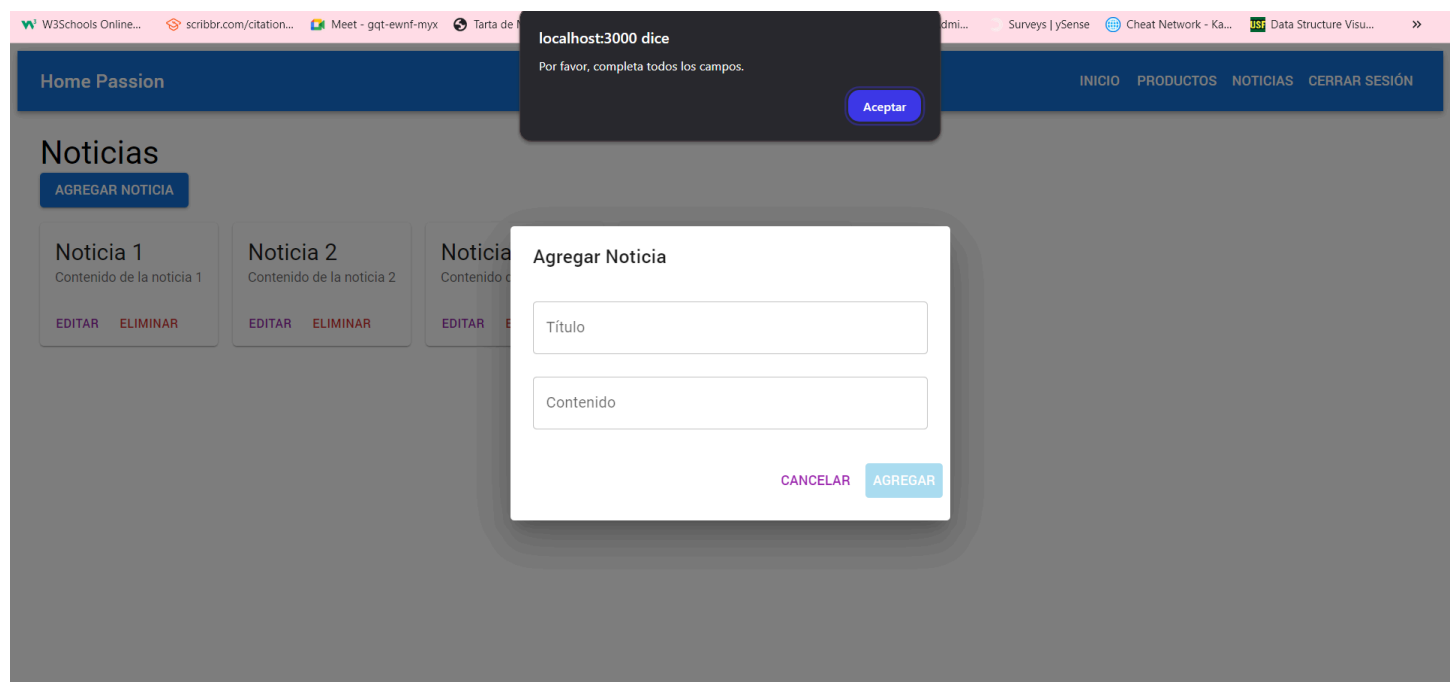 W3Schools Online... scribbr.com/citation... Meet - gqt-ewnf-myx Tarta de Surveys | ySense Cheat Network - Ka... USF Data Structure Visu... »
localhost:3000 dice
Por favor, completa todos los campos.
Aceptar
Home Passion INICIO PRODUCTOS NOTICIAS CERRAR SESIÓN
Noticias
AGREGAR NOTICIA
Noticia 1 Noticia 2 Noticia
Contenido de la noticia 1 Contenido de la noticia 2 Contenido
EDITAR ELIMINAR EDITAR ELIMINAR EDITAR
Agregar Noticia
Título
Contenido
CANCELAR AGREGAR